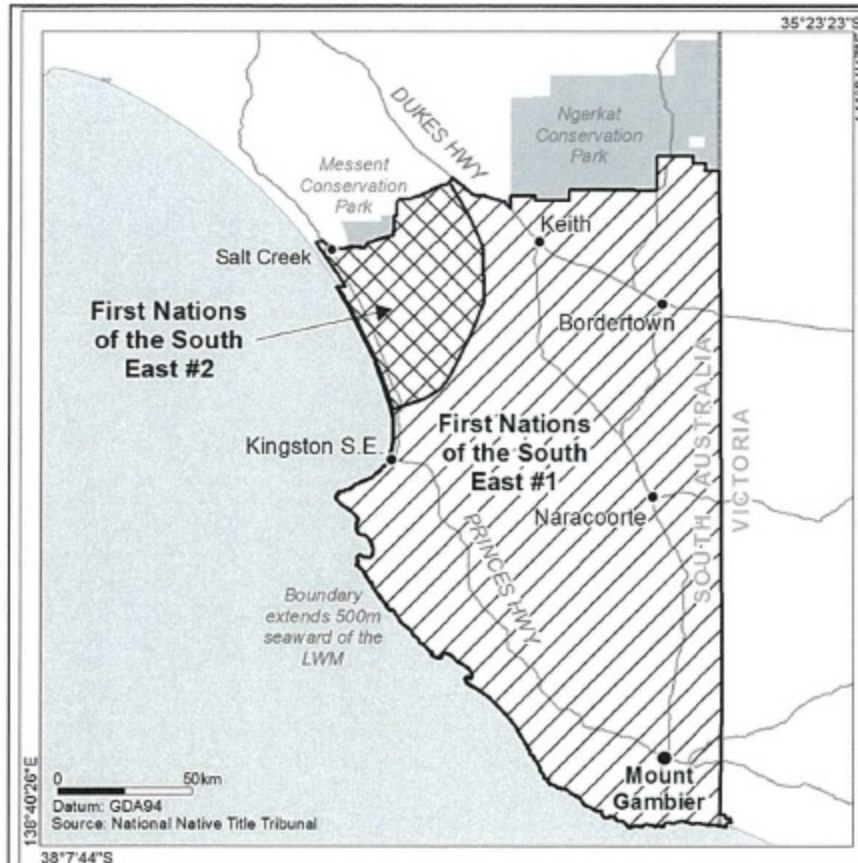 35°23'23"S
DUKES HWY
Ngarkat
Conservation
Park
Messent
Conservation
Park
Keith
Salt Creek
First Nations
of the South
East #2
Bordertown
Kingston S.E.
First Nations
of the South
East #1
SOUTH AUSTRALIA
VICTORIA
Naracoorte
PRINCES HWY
Boundary
extends 500m
seaward of the
LWM
138°40'26"E
0 50km
Datum: GDA94
Source: National Native Title Tribunal
Mount
Gambier
38°7'44"S